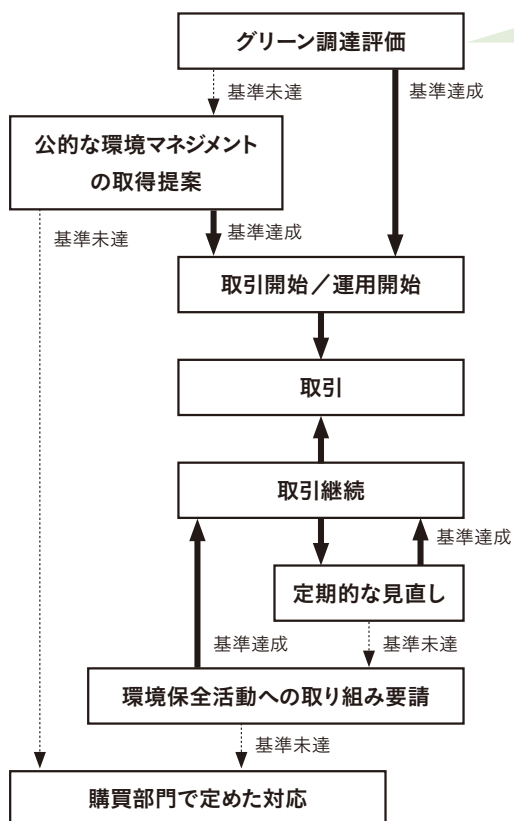 グリーン調達評価
基準未達
基準達成
公的な環境マネジメント
の取得提案
基準未達
基準達成
取引開始／運用開始
取引
取引継続
基準達成
定期的な見直し
基準達成
基準未達
環境保全活動への取り組み要請
基準未達
購買部門で定めた対応